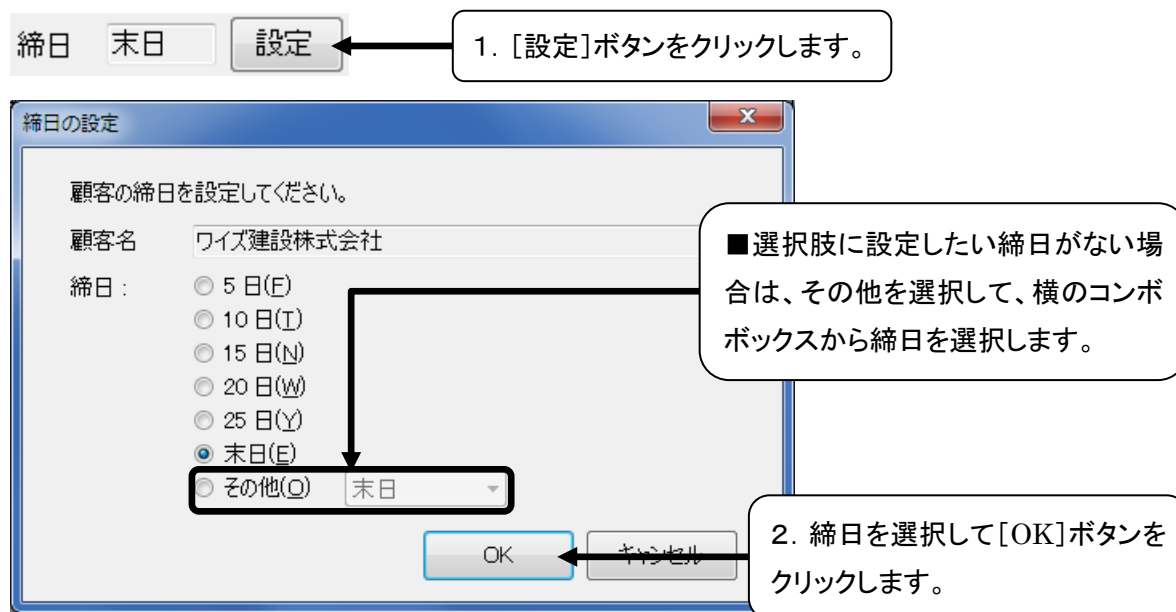 締日 末日 設定
1．［設定］ボタンをクリックします。
締日の設定
顧客の締日を設定してください。
顧客名 ワイズ建設株式会社
締日：
5 日(F)
10 日(T)
15 日(N)
20 日(W)
25 日(Y)
末日(E)
その他(O) 末日
■選択肢に設定したい締日がない場
合は、その他を選択して、横のコンボ
ボックスから締日を選択します。
OK キャンセル
2．締日を選択して［OK］ボタンを
クリックします。